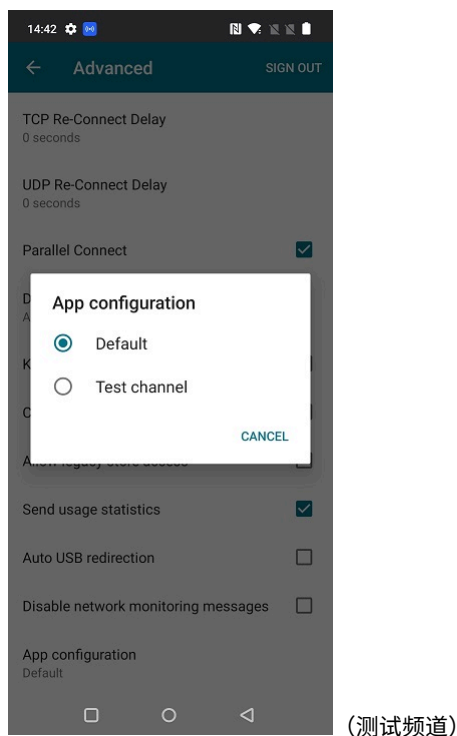 14:42
Advanced
SIGN OUT
TCP Re-Connect Delay
0 seconds
UDP Re-Connect Delay
0 seconds
Parallel Connect
D
A
App configuration
Default
K
Test channel
C
CANCEL
Send usage statistics
Auto USB redirection
Disable network monitoring messages
App configuration
Default
(测试频道)